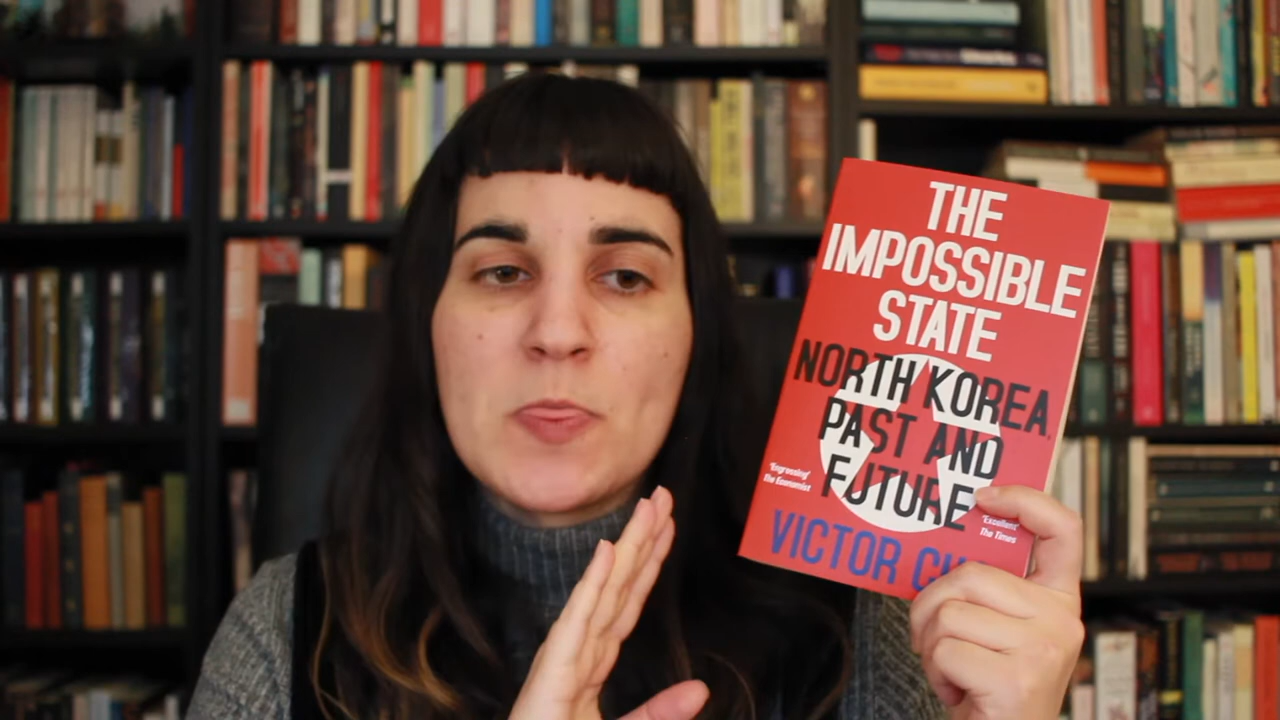 THE
IMPOSSIBLE
STATE
NORTH KOREA,
PAST AND
FUTURE
'Engrossing'
The Economist
'Excellent'
The Times
VICTOR